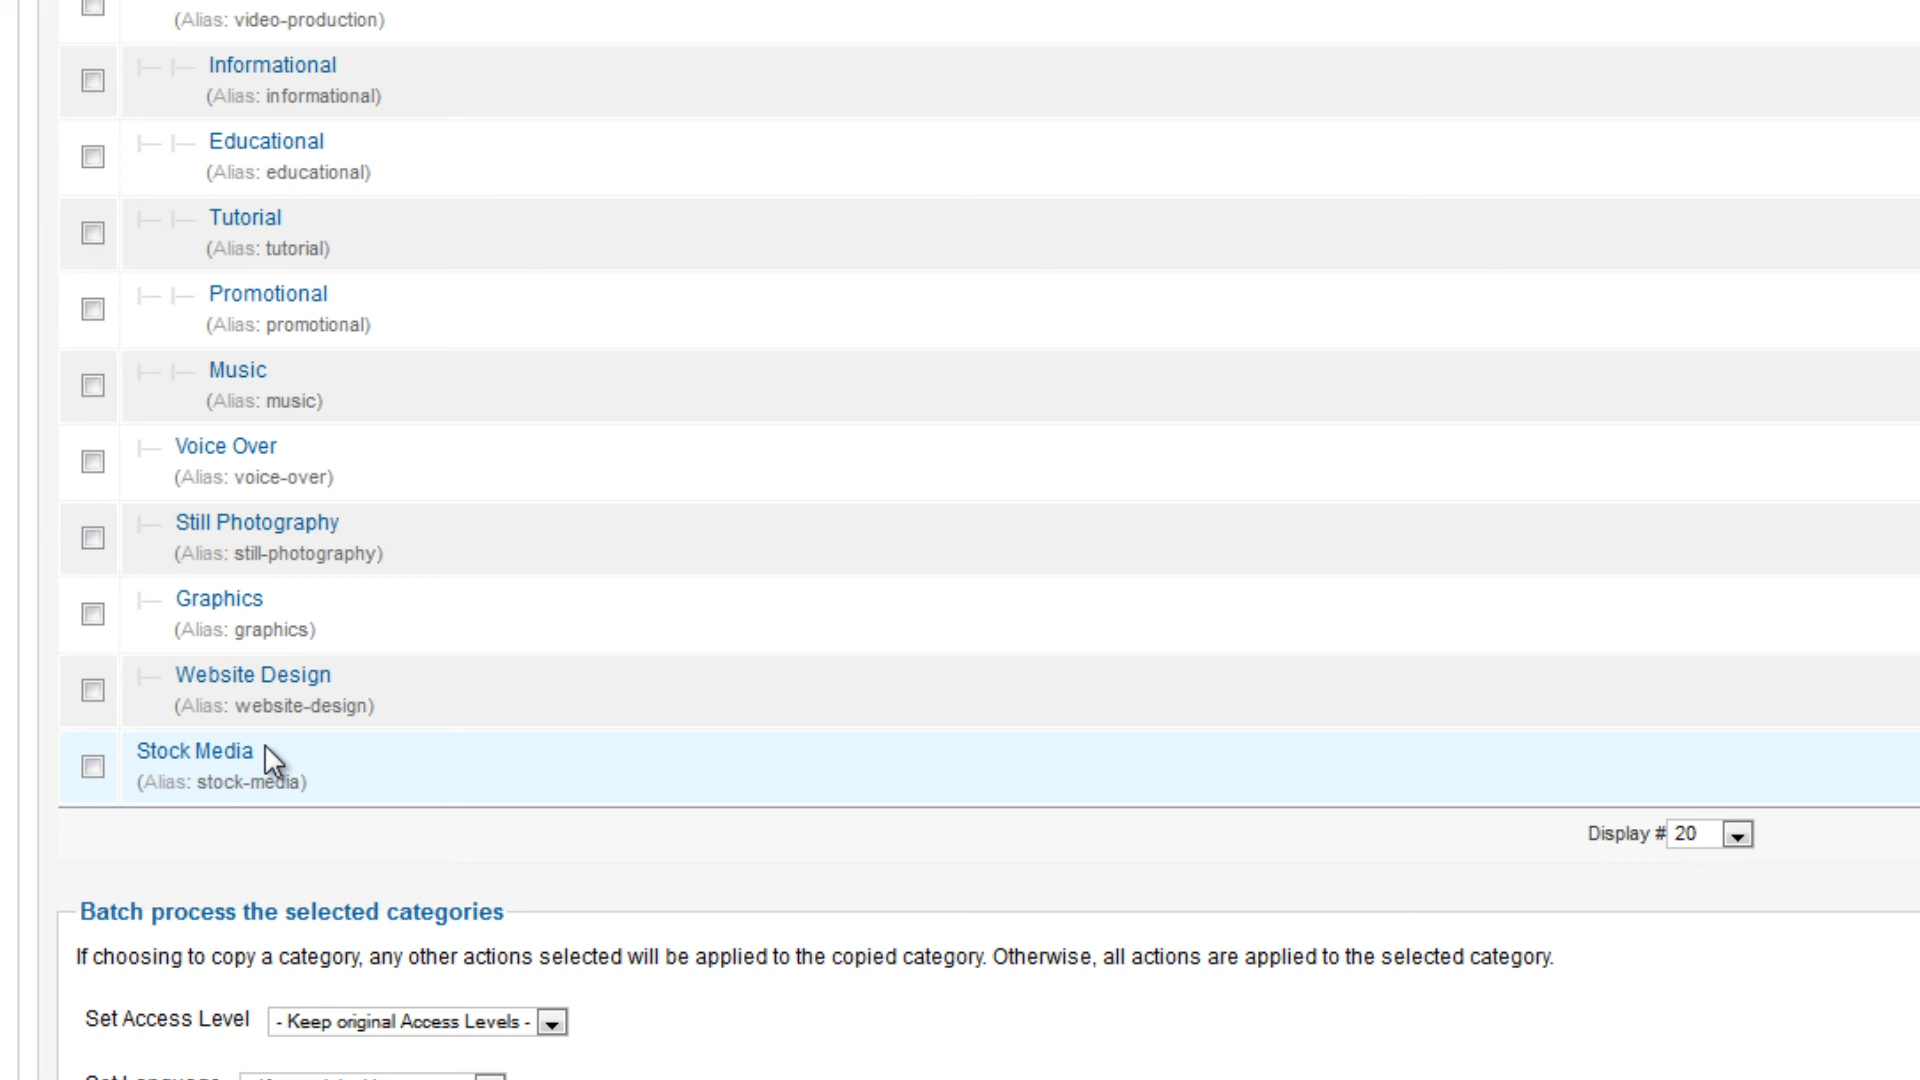 (Alias: video-production)
Informational
(Alias: informational)
Educational
(Alias: educational)
Tutorial
(Alias: tutorial)
Promotional
(Alias: promotional)
Music
(Alias: music)
Voice Over
(Alias: voice-over)
Still Photography
(Alias: still-photography)
Graphics
(Alias: graphics)
Website Design
(Alias: website-design)
Stock Media
(Alias: stock-media)
Display # 20
Batch process the selected categories
If choosing to copy a category, any other actions selected will be applied to the copied category. Otherwise, all actions are applied to the selected category.
Set Access Level - Keep original Access Levels -